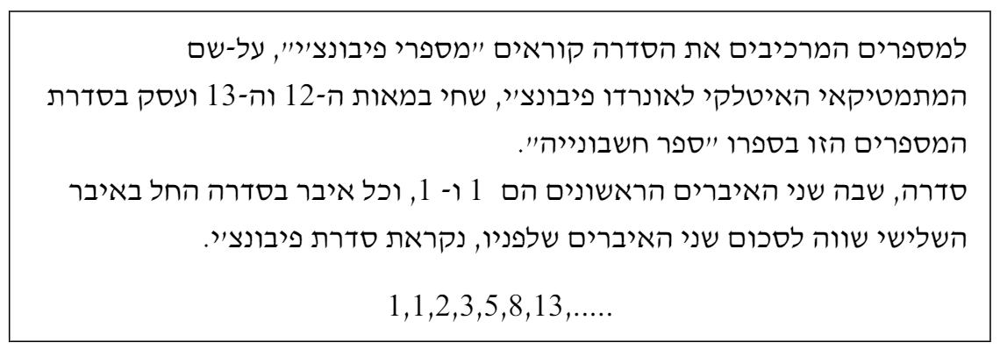 למספרים המרכיבים את הסדרה קוראים "מספרי פיבונצ'י", על-שם
המתמטיקאי האיטלקי לאונרדו פיבונצ'י, שחי במאות ה-12 וה-13 ועסק בסדרת
המספרים הזו בספרו "ספר חשבונייה".
סדרה, שבה שני האיברים הראשונים הם 1 ו- 1, וכל איבר בסדרה החל באיבר
השלישי שווה לסכום שני האיברים שלפניו, נקראת סדרת פיבונצ'י.
1,1,2,3,5,8,13,.....